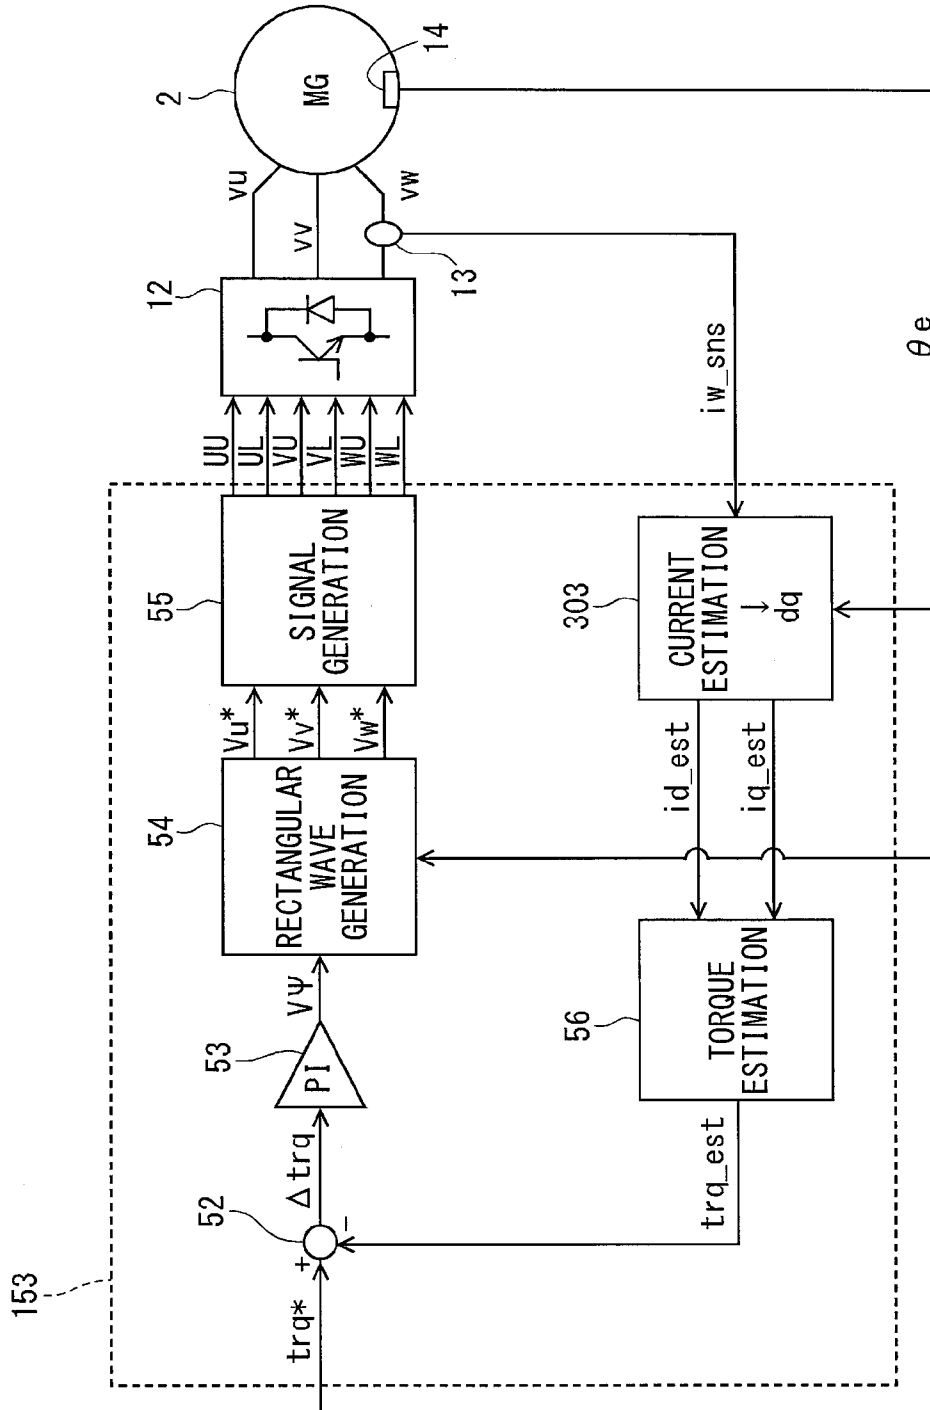 153
trq*
+
-
52
Δtrq
53
PI
VΨ
54
RECTANGULAR
WAVE
GENERATION
Vu*
Vv*
Vw*
55
SIGNAL
GENERATION
UU
UL
VU
VL
WU
WL
12
vu
vv
vw
13
2
MG
14
trq_est
56
TORQUE
ESTIMATION
id_est
iq_est
303
CURRENT
ESTIMATION
→dq
iw_sns
θe